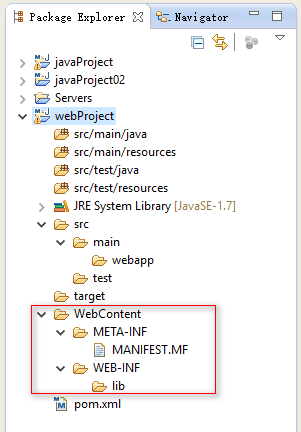 Package Explorer Navigator
javaProject
javaProject02
Servers
webProject
src/main/java
src/main/resources
src/test/java
src/test/resources
JRE System Library [JavaSE-1.7]
src
main
webapp
test
target
WebContent
META-INF
MANIFEST.MF
WEB-INF
lib
pom.xml